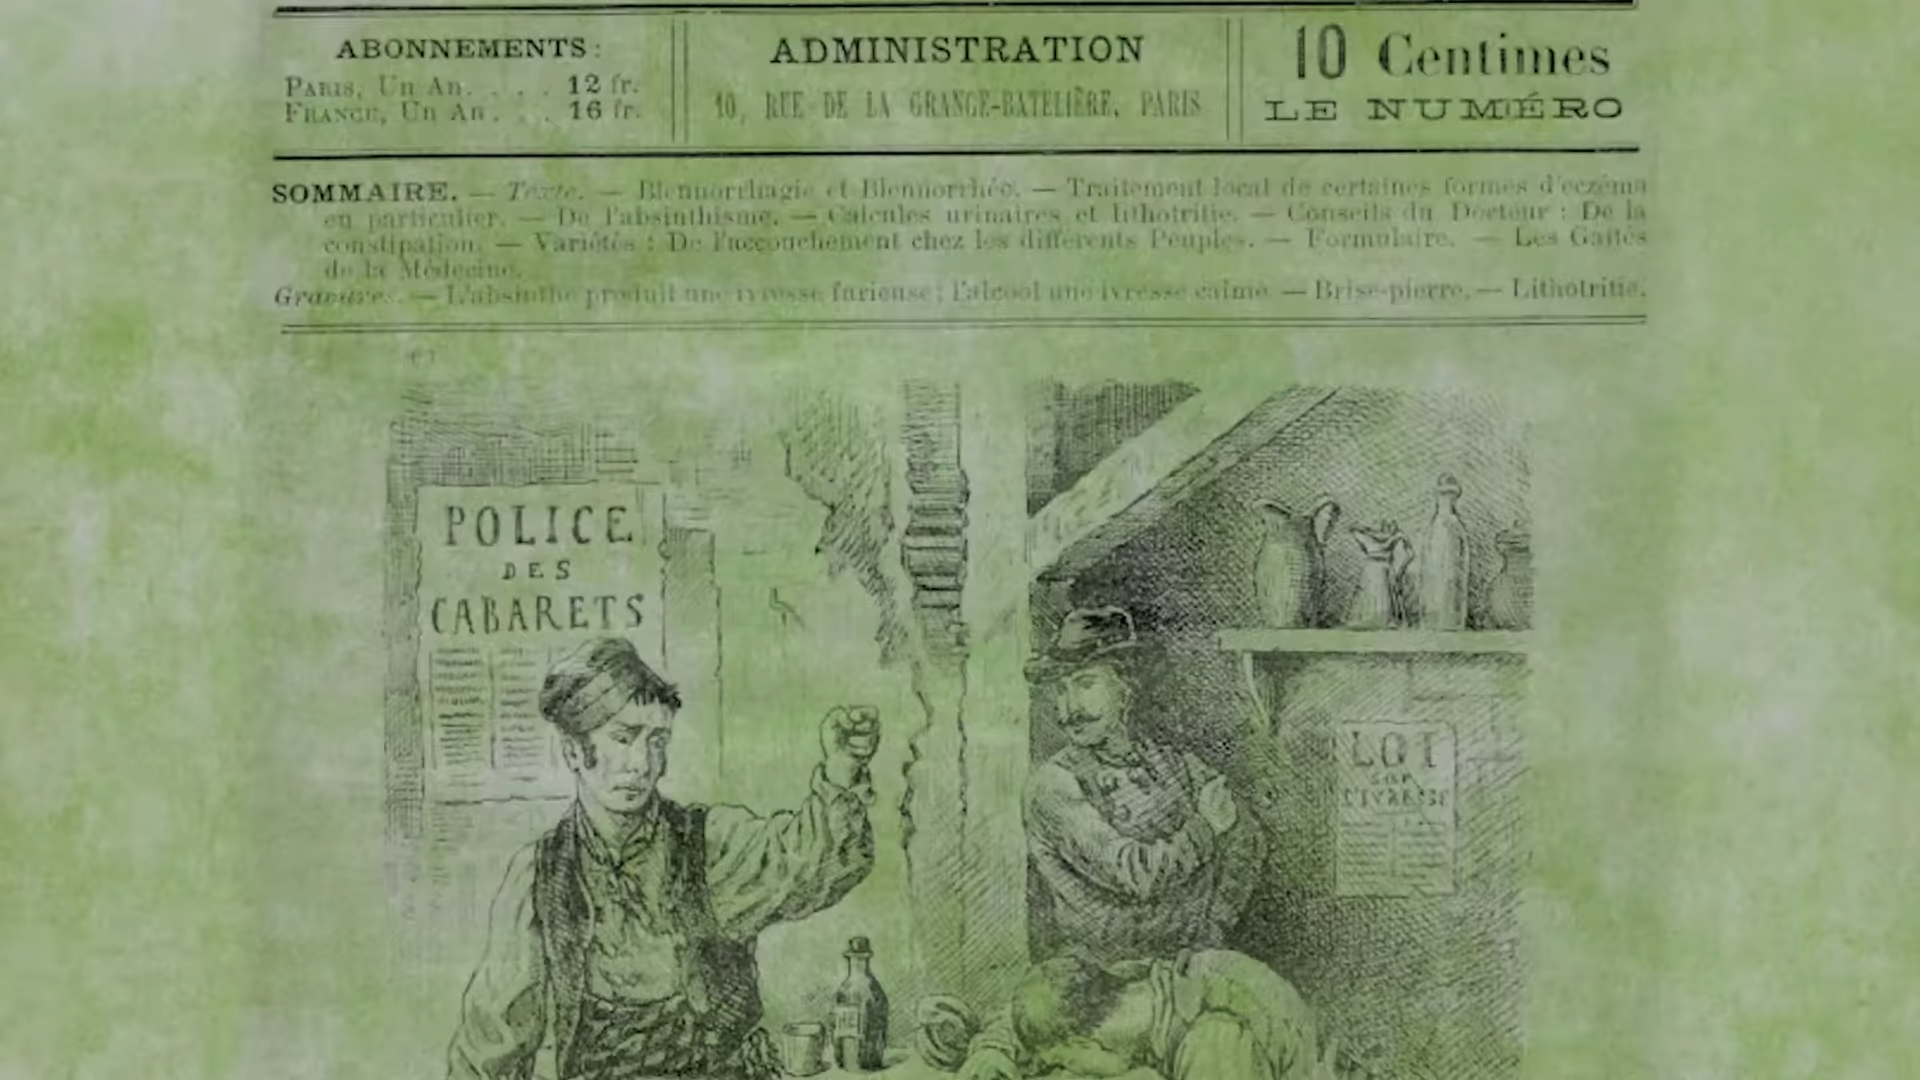 ABONNEMENTS:
PARIS, Un An. . . . 12 fr.
FRANCE, Un An. . . 16 fr.
ADMINISTRATION
10, RUE DE LA GRANGE-BATELIÈRE, PARIS
10 Centimes
LE NUMÉRO
SOMMAIRE. — Texte. — Blennorrhagie et Blennorrhée. — Traitement local de certaines formes d'eczéma
en particulier. — De l'absinthisme. — Calcules urinaires et lithotritie. — Conseils du Docteur : De la
constipation. — Variétés : De l'accouchement chez les différents Peuples. — Formulaire. — Les Gaîtés
de la Médecine.
Gravures. — L'absinthe produit une ivresse furieuse; l'alcool une ivresse calme. — Brise-pierre. — Lithotritie.
POLICE
DES
CABARETS
LOI
SUR
L'IVRESSE